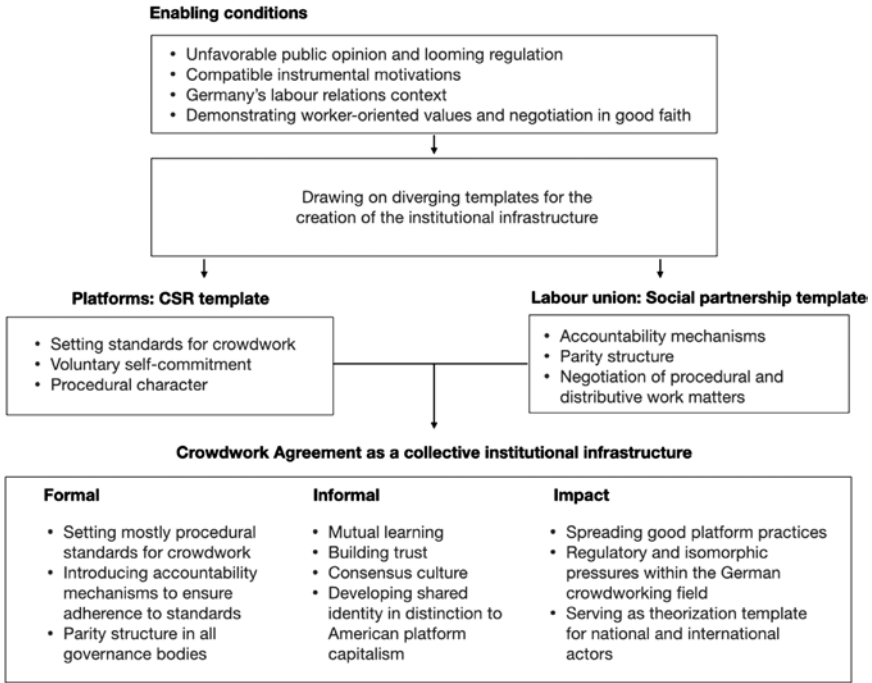 Enabling conditions
• Unfavorable public opinion and looming regulation
• Compatible instrumental motivations
• Germany's labour relations context
• Demonstrating worker-oriented values and negotiation in good faith
Drawing on diverging templates for the
creation of the institutional infrastructure
Platforms: CSR template
• Setting standards for crowdwork
• Voluntary self-commitment
• Procedural character
Labour union: Social partnership template
• Accountability mechanisms
• Parity structure
• Negotiation of procedural and
distributive work matters
Crowdwork Agreement as a collective institutional infrastructure
Formal
• Setting mostly procedural
standards for crowdwork
• Introducing accountability
mechanisms to ensure
adherence to standards
• Parity structure in all
governance bodies
Informal
• Mutual learning
• Building trust
• Consensus culture
• Developing shared
identity in distinction to
American platform
capitalism
Impact
• Spreading good platform practices
• Regulatory and isomorphic
pressures within the German
crowdworking field
• Serving as theorization template
for national and international
actors